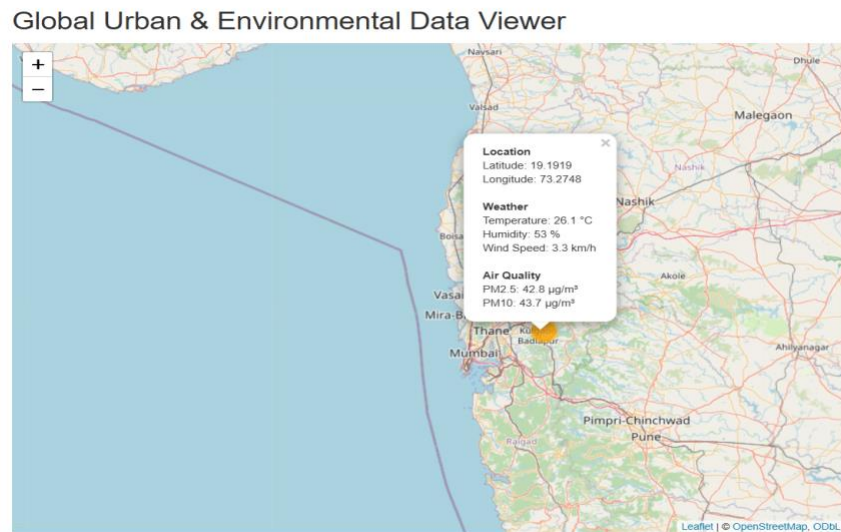 Global Urban & Environmental Data Viewer
+
−
Navsari
Dhule
Valsad
Malegaon
×
Location
Latitude: 19.1919
Longitude: 73.2748
Nashik
Weather
Nashik
Temperature: 26.1 °C
Humidity: 53 %
Wind Speed: 3.3 km/h
Air Quality
Akole
PM2.5: 42.8 µg/m³
PM10: 43.7 µg/m³
Thane
Badlapur
Ahilyanagar
Mumbai
Pimpri-Chinchwad
Pune
Raigad
Leaflet | © OpenStreetMap, ODbL